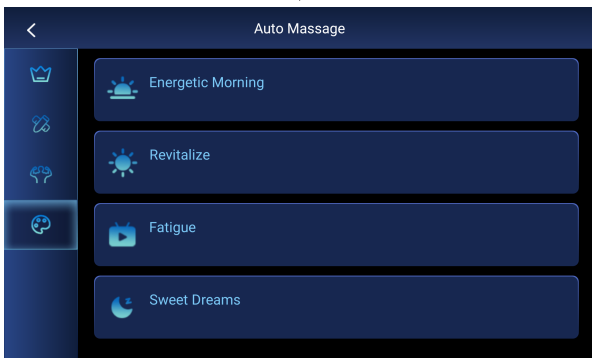 Auto Massage
Energetic Morning
Revitalize
Fatigue
Sweet Dreams